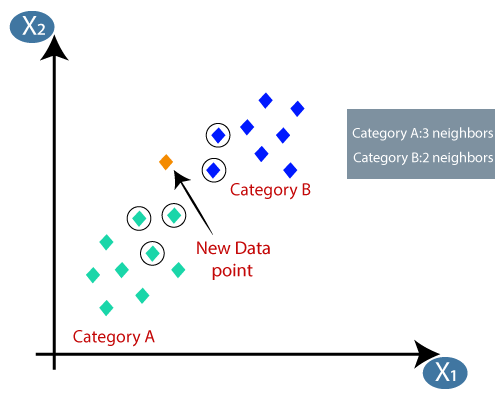 X2
Category A:3 neighbors
Category B:2 neighbors
Category B
New Data
point
Category A
X1